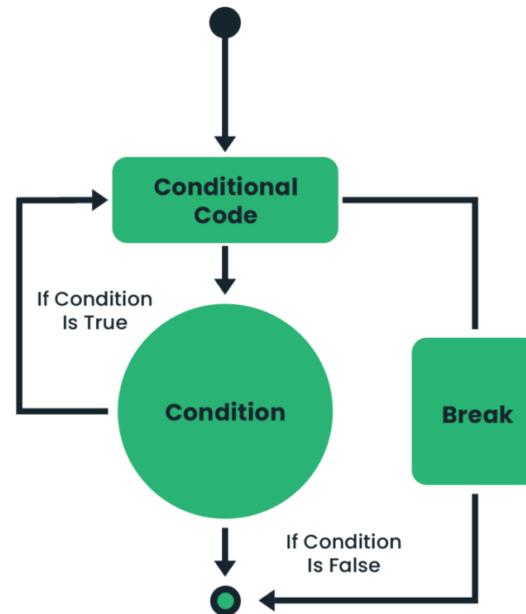 Conditional
Code
If Condition
Is True
Condition
Break
If Condition
Is False